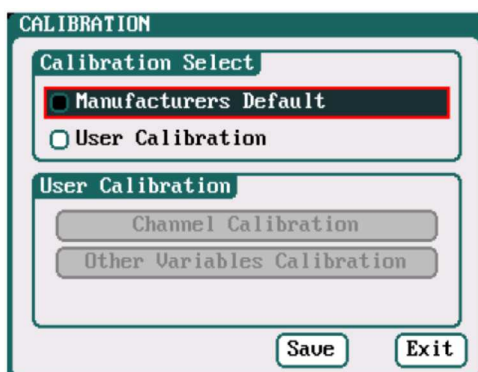 CALIBRATION
Calibration Select
Manufacturers Default
User Calibration
User Calibration
Channel Calibration
Other Variables Calibration
Save Exit